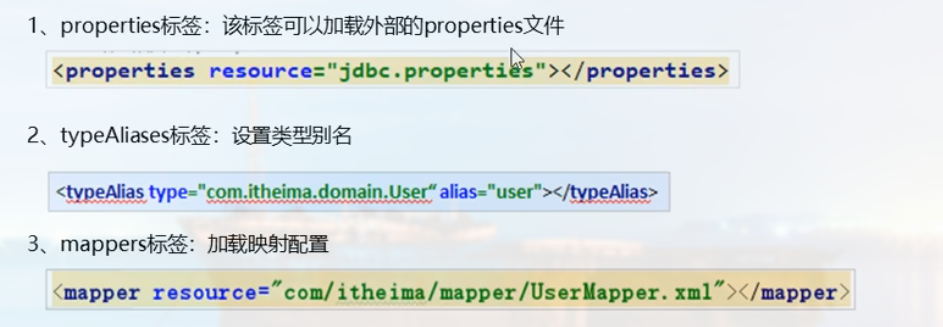 1、properties标签：该标签可以加载外部的properties文件
<properties resource="jdbc.properties"></properties>
2、typeAliases标签：设置类型别名
<typeAlias type="com.itheima.domain.User“ alias="user"></typeAlias>
3、mappers标签：加载映射配置
<mapper resource="com/itheima/mapper/UserMapper.xml"></mapper>